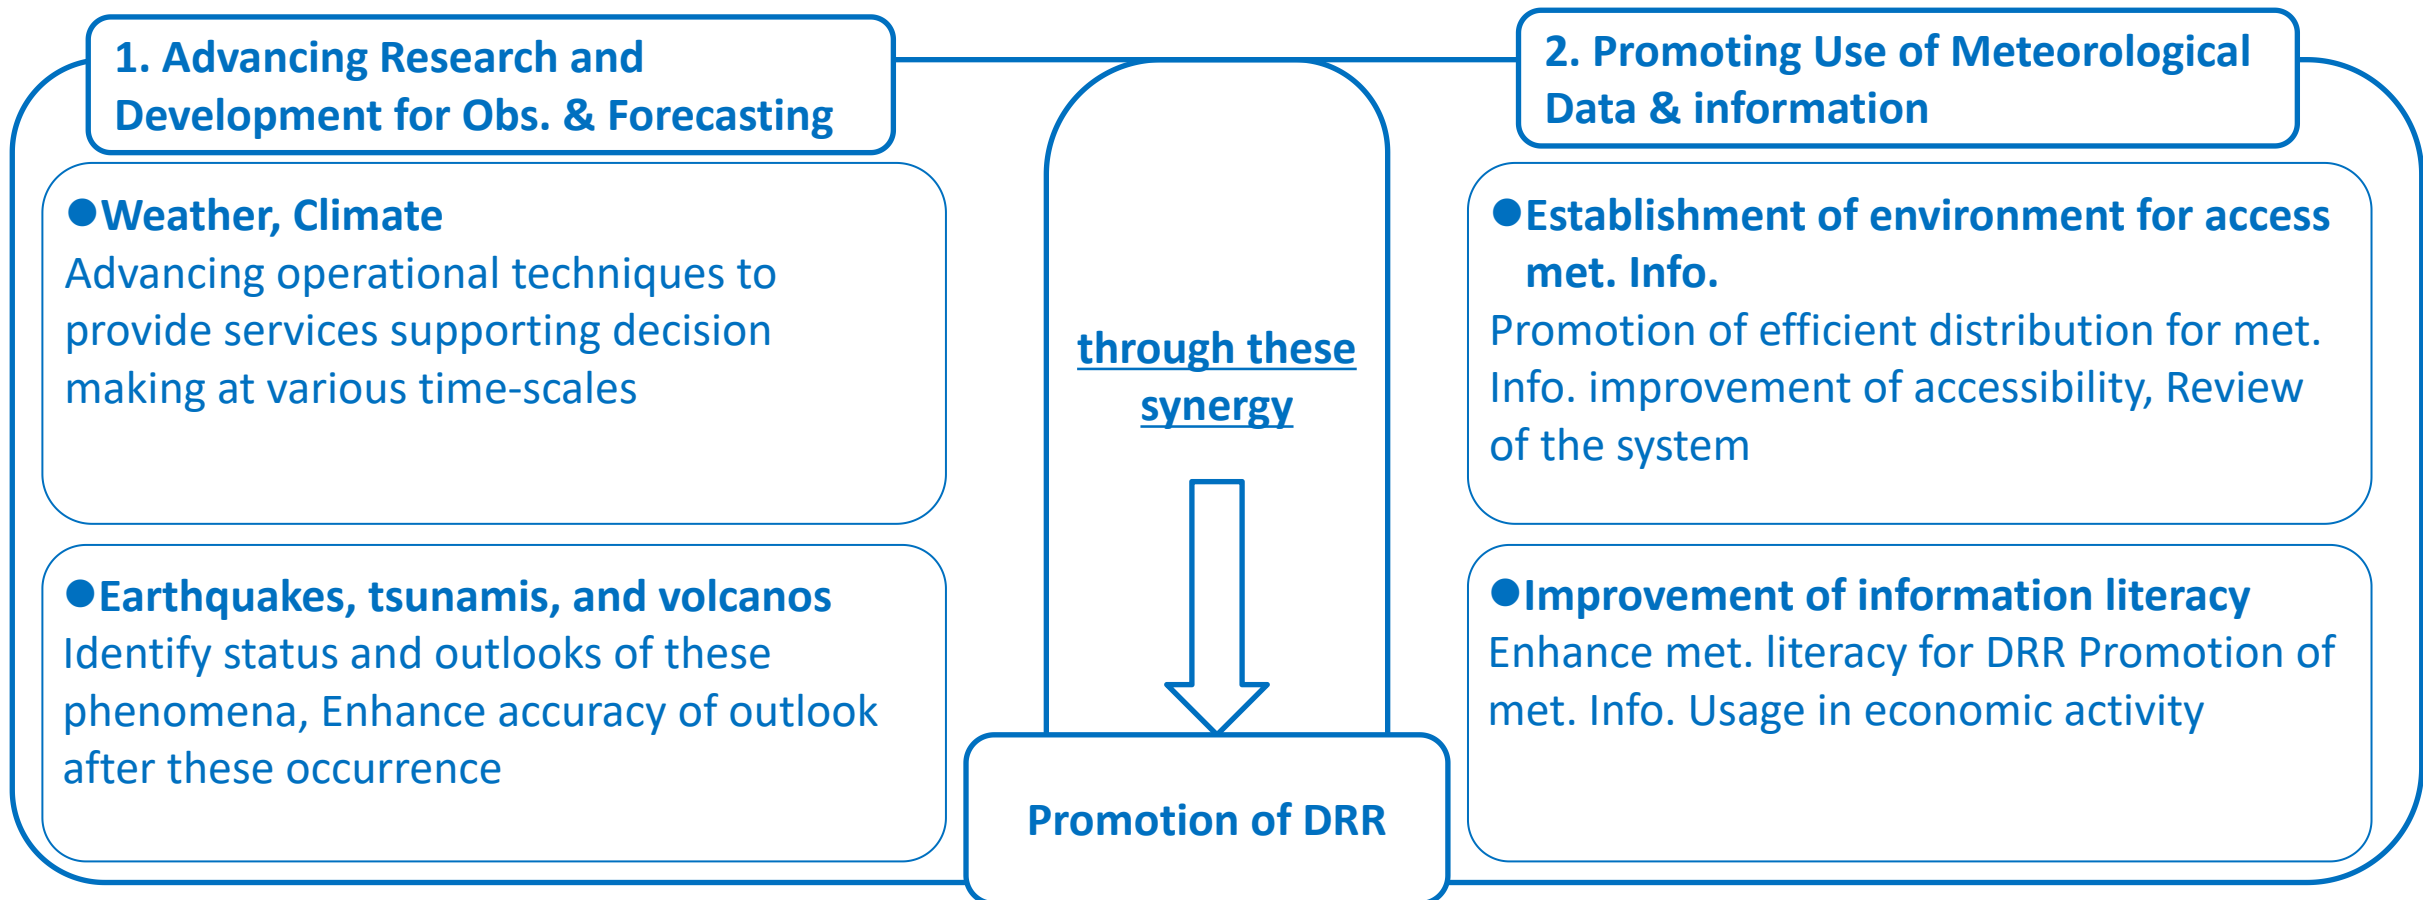 1. Advancing Research and
Development for Obs. & Forecasting
●Weather, Climate
Advancing operational techniques to
provide services supporting decision
making at various time-scales
●Earthquakes, tsunamis, and volcanos
Identify status and outlooks of these
phenomena, Enhance accuracy of outlook
after these occurrence
through these
synergy
Promotion of DRR
2. Promoting Use of Meteorological
Data & information
●Establishment of environment for access
met. Info.
Promotion of efficient distribution for met.
Info. improvement of accessibility, Review
of the system
●Improvement of information literacy
Enhance met. literacy for DRR Promotion of
met. Info. Usage in economic activity